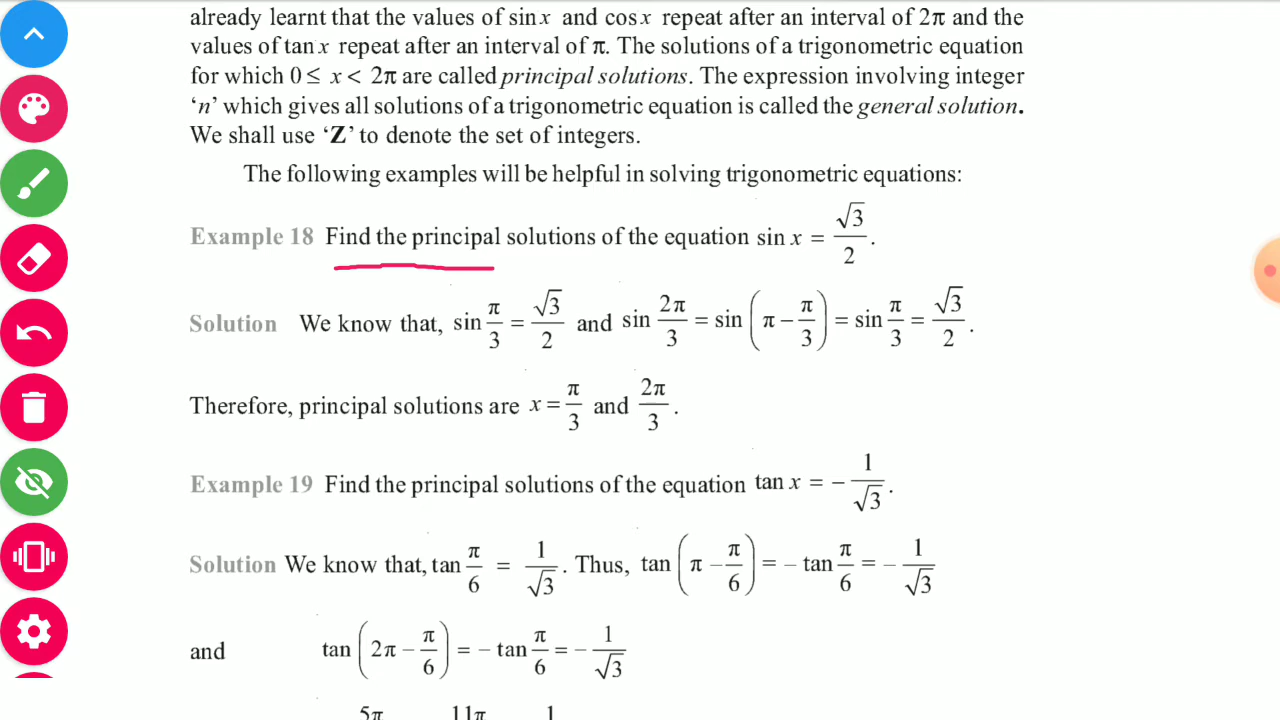 already learnt that the values of sin x and cos x repeat after an interval of 2π and the
values of tan x repeat after an interval of π. The solutions of a trigonometric equation
for which 0 ≤ x < 2π are called principal solutions. The expression involving integer
‘n’ which gives all solutions of a trigonometric equation is called the general solution.
We shall use ‘Z’ to denote the set of integers.
The following examples will be helpful in solving trigonometric equations:
Example 18 Find the principal solutions of the equation sin x = √3/2.
Solution We know that, sin π/3 = √3/2 and sin 2π/3 = sin (π − π/3) = sin π/3 = √3/2.
Therefore, principal solutions are x = π/3 and 2π/3.
Example 19 Find the principal solutions of the equation tan x = − 1/√3.
Solution We know that, tan π/6 = 1/√3. Thus, tan (π − π/6) = − tan π/6 = − 1/√3
and tan (2π − π/6) = − tan π/6 = − 1/√3
5π 11π 1